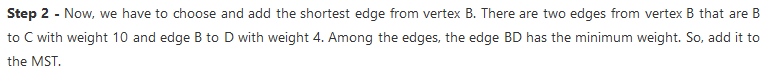 Step 2 - Now, we have to choose and add the shortest edge from vertex B. There are two edges from vertex B that are B
to C with weight 10 and edge B to D with weight 4. Among the edges, the edge BD has the minimum weight. So, add it to
the MST.